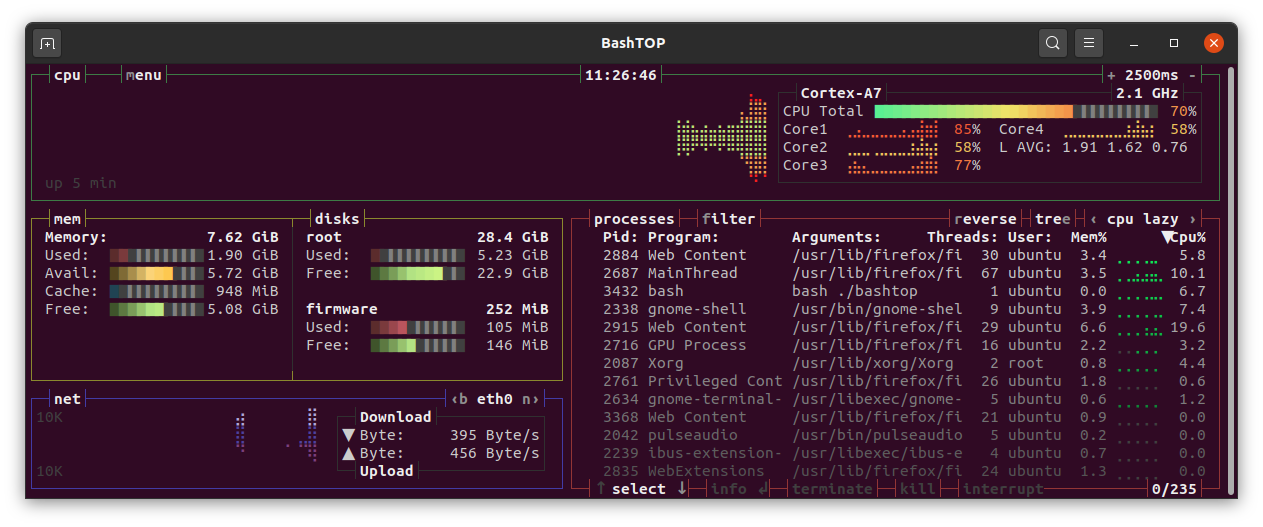 BashTOP
cpu menu 11:26:46 + 2500ms -
Cortex-A7 2.1 GHz
CPU Total 70%
Core1 85% Core4 58%
Core2 58% L AVG: 1.91 1.62 0.76
Core3 77%
up 5 min
mem
Memory: 7.62 GiB
Used: 1.90 GiB
Avail: 5.72 GiB
Cache: 948 MiB
Free: 5.08 GiB
disks
root 28.4 GiB
Used: 5.23 GiB
Free: 22.9 GiB
firmware 252 MiB
Used: 105 MiB
Free: 146 MiB
net ‹b eth0 n›
10K
Download
▼ Byte: 395 Byte/s
▲ Byte: 456 Byte/s
Upload
10K
processes filter reverse tree ‹ cpu lazy ›
Pid: Program: Arguments: Threads: User: Mem% ▼Cpu%
2884 Web Content /usr/lib/firefox/fi 30 ubuntu 3.4 5.8
2687 MainThread /usr/lib/firefox/fi 67 ubuntu 3.5 10.1
3432 bash bash ./bashtop 1 ubuntu 0.0 6.7
2338 gnome-shell /usr/bin/gnome-shel 9 ubuntu 3.9 7.4
2915 Web Content /usr/lib/firefox/fi 29 ubuntu 6.6 19.6
2716 GPU Process /usr/lib/firefox/fi 16 ubuntu 2.2 3.2
2087 Xorg /usr/lib/xorg/Xorg 2 root 0.8 4.4
2761 Privileged Cont /usr/lib/firefox/fi 26 ubuntu 1.8 0.6
2634 gnome-terminal- /usr/libexec/gnome- 5 ubuntu 0.6 1.2
3368 Web Content /usr/lib/firefox/fi 21 ubuntu 0.9 0.0
2042 pulseaudio /usr/bin/pulseaudio 5 ubuntu 0.2 0.0
2239 ibus-extension- /usr/libexec/ibus-e 4 ubuntu 0.7 0.0
2835 WebExtensions /usr/lib/firefox/fi 24 ubuntu 1.3 0.0
↑ select ↓ info ↲ terminate kill interrupt 0/235